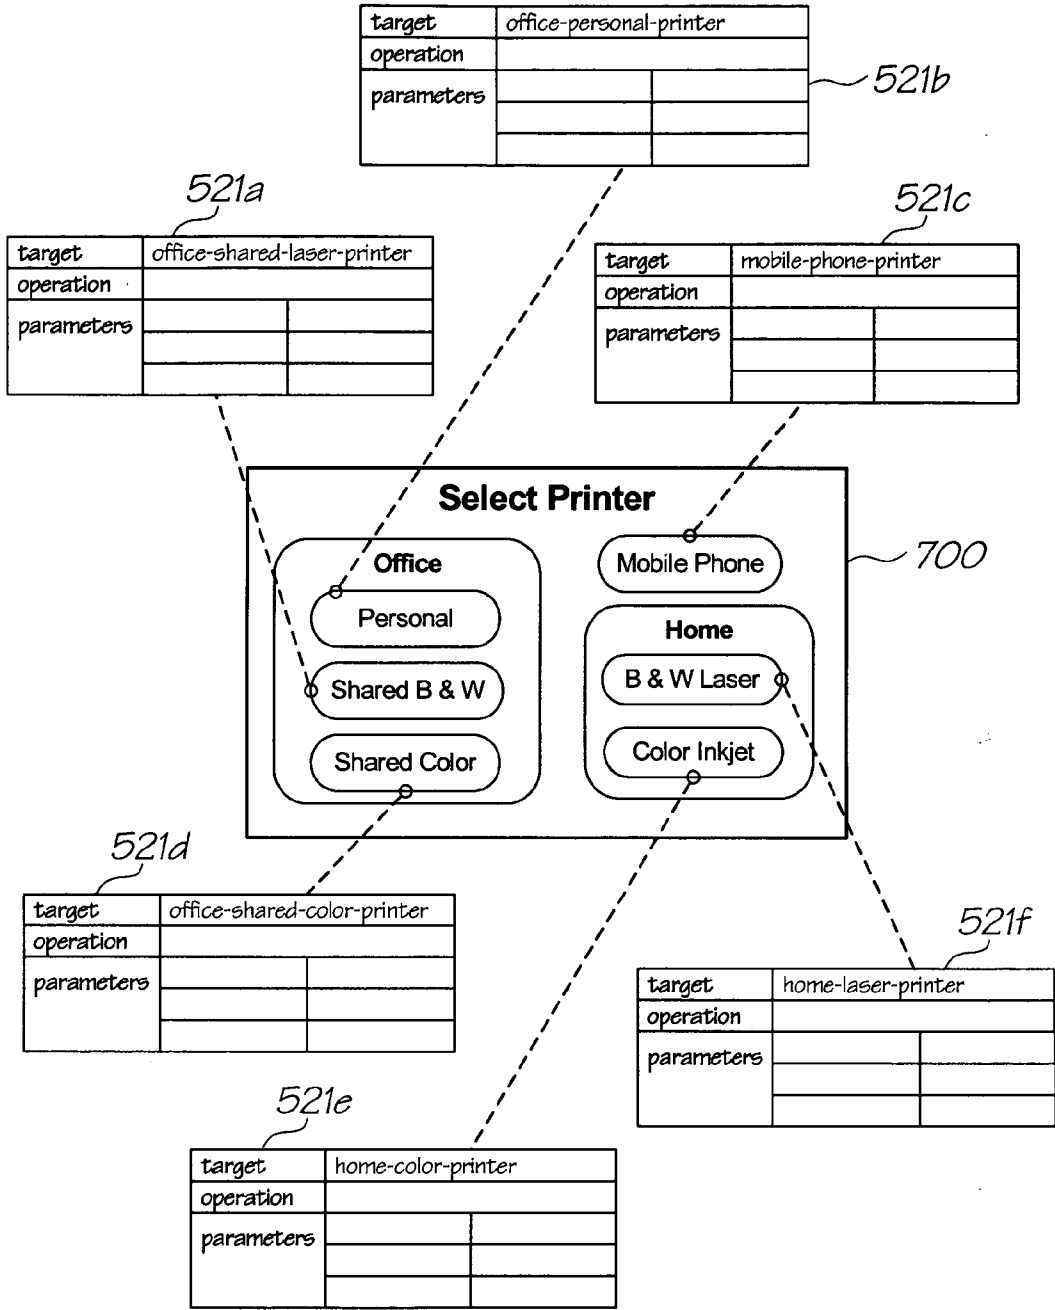 target office-personal-printer
operation
parameters
521b
521a
target office-shared-laser-printer
operation
parameters
521c
target mobile-phone-printer
operation
parameters
Select Printer
700
Office
Personal
Shared B & W
Shared Color
Mobile Phone
Home
B & W Laser
Color Inkjet
521d
target office-shared-color-printer
operation
parameters
521f
target home-laser-printer
operation
parameters
521e
target home-color-printer
operation
parameters